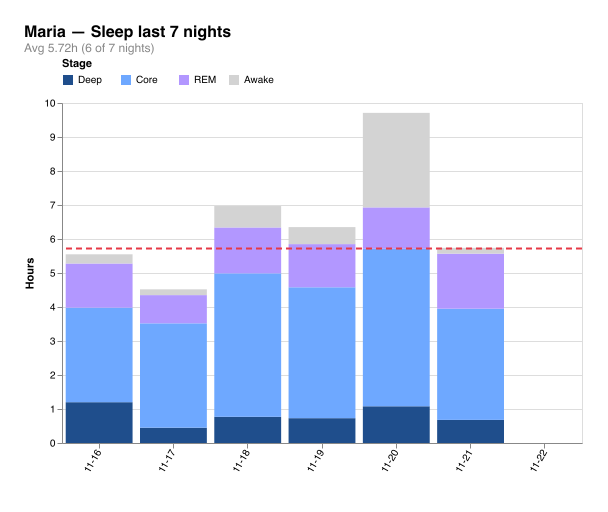 Maria — Sleep last 7 nights
Avg 5.72h (6 of 7 nights)
Stage
Deep Core REM Awake
10
9
8
7
6
5
4
3
2
1
0
Hours
11-16 11-17 11-18 11-19 11-20 11-21 11-22